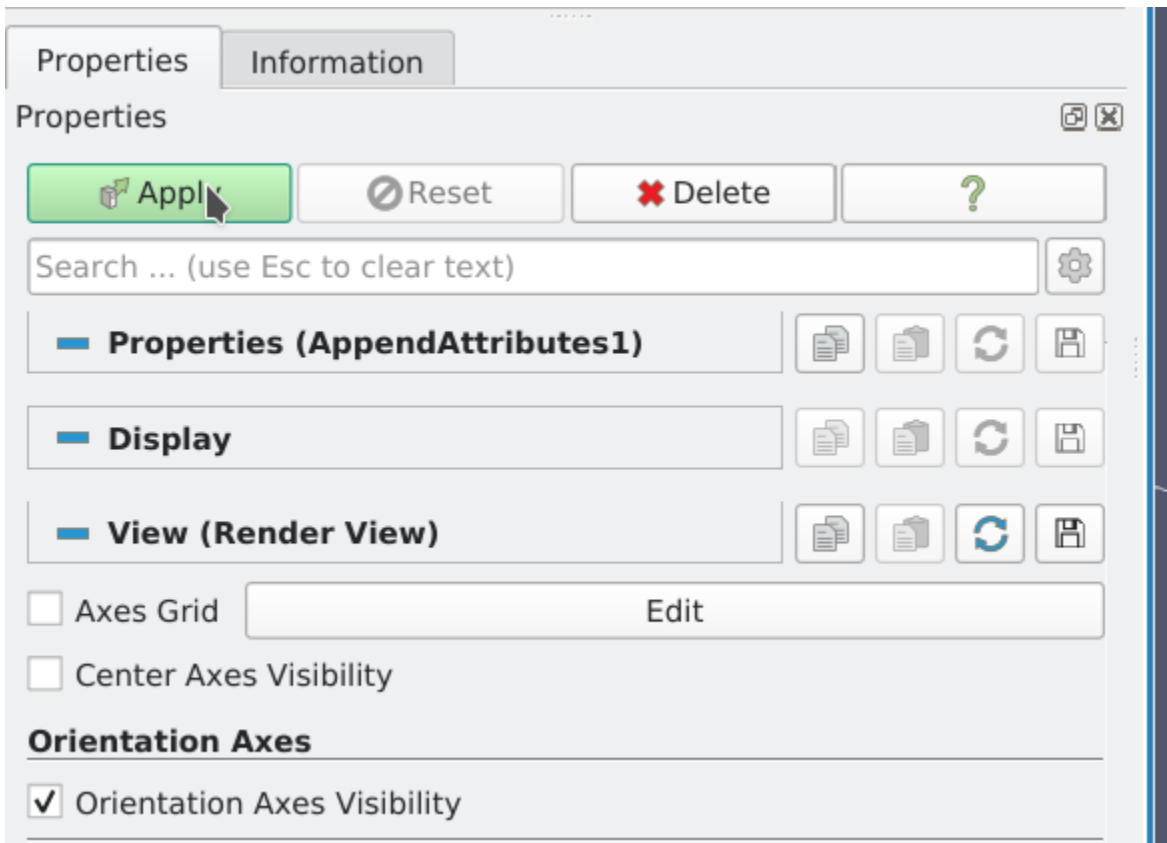 Properties Information
Properties
Apply Reset Delete ?
Search ... (use Esc to clear text)
Properties (AppendAttributes1)
Display
View (Render View)
Axes Grid Edit
Center Axes Visibility
Orientation Axes
Orientation Axes Visibility